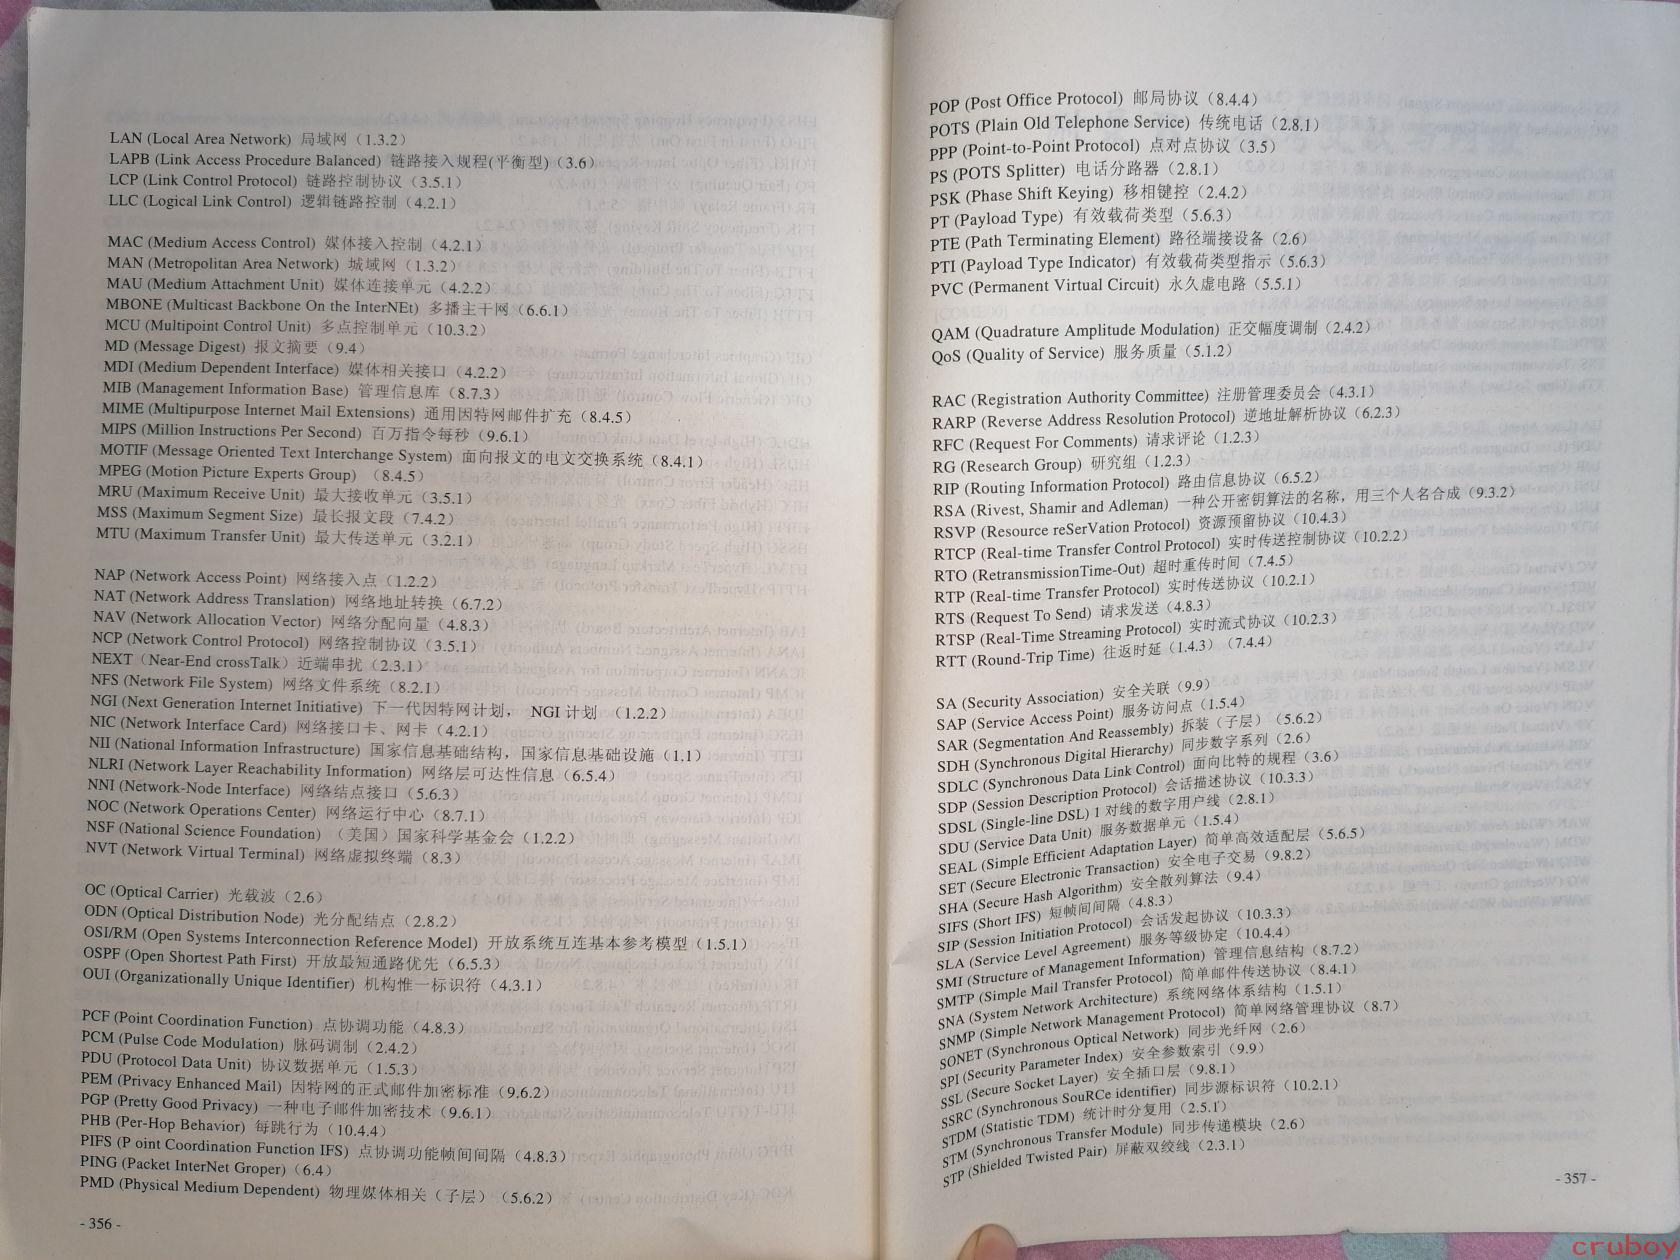 LAN (Local Area Network) 局域网（1.3.2）
LAPB (Link Access Procedure Balanced) 链路接入规程(平衡型)（3.6）
LCP (Link Control Protocol) 链路控制协议（3.5.1）
LLC (Logical Link Control) 逻辑链路控制（4.2.1）
MAC (Medium Access Control) 媒体接入控制（4.2.1）
MAN (Metropolitan Area Network) 城域网（1.3.2）
MAU (Medium Attachment Unit) 媒体连接单元（4.2.2）
MBONE (Multicast Backbone On the InterNEt) 多播主干网（6.6.1）
MCU (Multipoint Control Unit) 多点控制单元（10.3.2）
MD (Message Digest) 报文摘要（9.4）
MDI (Medium Dependent Interface) 媒体相关接口（4.2.2）
MIB (Management Information Base) 管理信息库（8.7.3）
MIME (Multipurpose Internet Mail Extensions) 通用因特网邮件扩充（8.4.5）
MIPS (Million Instructions Per Second) 百万指令每秒（9.6.1）
MOTIF (Message Oriented Text Interchange System) 面向报文的电文交换系统（8.4.1）
MPEG (Motion Picture Experts Group) （8.4.5）
MRU (Maximum Receive Unit) 最大接收单元（3.5.1）
MSS (Maximum Segment Size) 最长报文段（7.4.2）
MTU (Maximum Transfer Unit) 最大传送单元（3.2.1）
NAP (Network Access Point) 网络接入点（1.2.2）
NAT (Network Address Translation) 网络地址转换（6.7.2）
NAV (Network Allocation Vector) 网络分配向量（4.8.3）
NCP (Network Control Protocol) 网络控制协议（3.5.1）
NEXT（Near-End crossTalk）近端串扰（2.3.1）
NFS (Network File System) 网络文件系统（8.2.1）
NGI (Next Generation Internet Initiative) 下一代因特网计划， NGI 计划 （1.2.2）
NIC (Network Interface Card) 网络接口卡、网卡（4.2.1）
NII (National Information Infrastructure) 国家信息基础结构，国家信息基础设施（1.1）
NLRI (Network Layer Reachability Information) 网络层可达性信息（6.5.4）
NNI (Network-Node Interface) 网络结点接口（5.6.3）
NOC (Network Operations Center) 网络运行中心（8.7.1）
NSF (National Science Foundation) （美国）国家科学基金会（1.2.2）
NVT (Network Virtual Terminal) 网络虚拟终端（8.3）
OC (Optical Carrier) 光载波（2.6）
ODN (Optical Distribution Node) 光分配结点（2.8.2）
OSI/RM (Open Systems Interconnection Reference Model) 开放系统互连基本参考模型（1.5.1）
OSPF (Open Shortest Path First) 开放最短通路优先（6.5.3）
OUI (Organizationally Unique Identifier) 机构惟一标识符（4.3.1）
PCF (Point Coordination Function) 点协调功能（4.8.3）
PCM (Pulse Code Modulation) 脉码调制（2.4.2）
PDU (Protocol Data Unit) 协议数据单元（1.5.3）
PEM (Privacy Enhanced Mail) 因特网的正式邮件加密标准（9.6.2）
PGP (Pretty Good Privacy) 一种电子邮件加密技术（9.6.1）
PHB (Per-Hop Behavior) 每跳行为（10.4.4）
PIFS (P oint Coordination Function IFS) 点协调功能帧间间隔（4.8.3）
PING (Packet InterNet Groper)（6.4）
PMD (Physical Medium Dependent) 物理媒体相关（子层）（5.6.2）
- 356 -
POP (Post Office Protocol) 邮局协议（8.4.4）
POTS (Plain Old Telephone Service) 传统电话（2.8.1）
PPP (Point-to-Point Protocol) 点对点协议（3.5）
PS (POTS Splitter) 电话分路器（2.8.1）
PSK (Phase Shift Keying) 移相键控（2.4.2）
PT (Payload Type) 有效载荷类型（5.6.3）
PTE (Path Terminating Element) 路径端接设备（2.6）
PTI (Payload Type Indicator) 有效载荷类型指示（5.6.3）
PVC (Permanent Virtual Circuit) 永久虚电路（5.5.1）
QAM (Quadrature Amplitude Modulation) 正交幅度调制（2.4.2）
QoS (Quality of Service) 服务质量（5.1.2）
RAC (Registration Authority Committee) 注册管理委员会（4.3.1）
RARP (Reverse Address Resolution Protocol) 逆地址解析协议（6.2.3）
RFC (Request For Comments) 请求评论（1.2.3）
RG (Research Group) 研究组（1.2.3）
RIP (Routing Information Protocol) 路由信息协议（6.5.2）
RSA (Rivest, Shamir and Adleman) 一种公开密钥算法的名称，用三个人名合成（9.3.2）
RSVP (Resource reSerVation Protocol) 资源预留协议（10.4.3）
RTCP (Real-time Transfer Control Protocol) 实时传送控制协议（10.2.2）
RTO (RetransmissionTime-Out) 超时重传时间（7.4.5）
RTP (Real-time Transfer Protocol) 实时传送协议（10.2.1）
RTS (Request To Send) 请求发送（4.8.3）
RTSP (Real-Time Streaming Protocol) 实时流式协议（10.2.3）
RTT (Round-Trip Time) 往返时延（1.4.3）（7.4.4）
SA (Security Association) 安全关联（9.9）
SAP (Service Access Point) 服务访问点（1.5.4）
SAR (Segmentation And Reassembly) 拆装（子层）（5.6.2）
SDH (Synchronous Digital Hierarchy) 同步数字系列（2.6）
SDLC (Synchronous Data Link Control) 面向比特的规程（3.6）
SDP (Session Description Protocol) 会话描述协议（10.3.3）
SDSL (Single-line DSL) 1 对线的数字用户线（2.8.1）
SDU (Service Data Unit) 服务数据单元（1.5.4）
SEAL (Simple Efficient Adaptation Layer) 简单高效适配层（5.6.5）
SET (Secure Electronic Transaction) 安全电子交易（9.8.2）
SHA (Secure Hash Algorithm) 安全散列算法（9.4）
SIFS (Short IFS) 短帧间间隔（4.8.3）
SIP (Session Initiation Protocol) 会话发起协议（10.3.3）
SLA (Service Level Agreement) 服务等级协定（10.4.4）
SMI (Structure of Management Information) 管理信息结构（8.7.2）
SMTP (Simple Mail Transfer Protocol) 简单邮件传送协议（8.4.1）
SNA (System Network Architecture) 系统网络体系结构（1.5.1）
SNMP (Simple Network Management Protocol) 简单网络管理协议（8.7）
SONET (Synchronous Optical Network) 同步光纤网（2.6）
SPI (Security Parameter Index) 安全参数索引（9.9）
SSL (Secure Socket Layer) 安全插口层（9.8.1）
SSRC (Synchronous SouRCe identifier) 同步源标识符（10.2.1）
STDM (Statistic TDM) 统计时分复用（2.5.1）
STM (Synchronous Transfer Module) 同步传递模块（2.6）
STP (Shielded Twisted Pair) 屏蔽双绞线（2.3.1）
- 357 -
cruboy